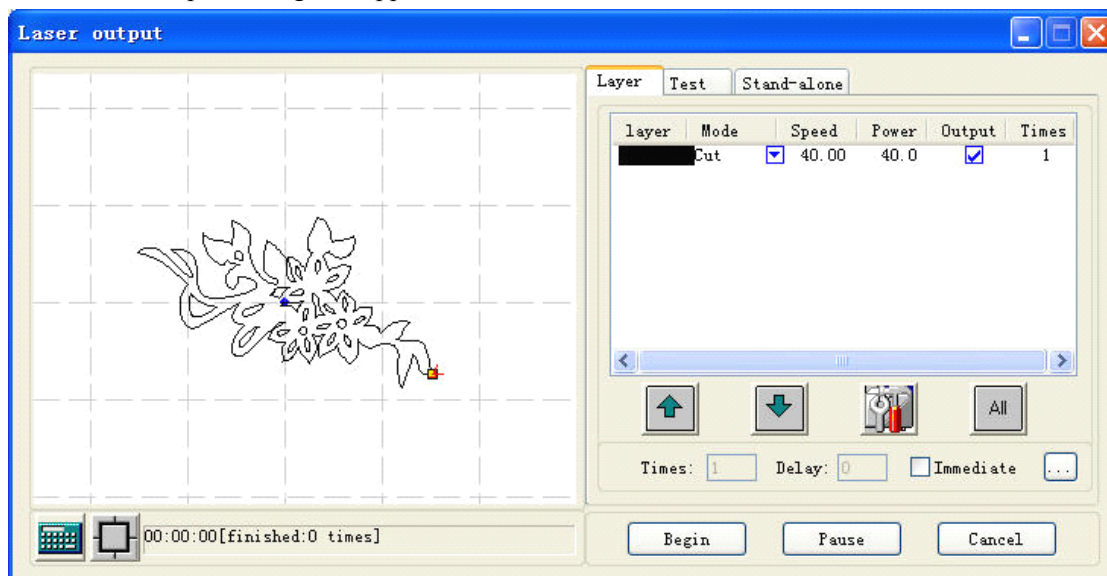 Laser output
Layer Test Stand-alone
layer Mode Speed Power Output Times
Cut 40.00 40.0 1
All
Times: 1 Delay: 0 Immediate ...
00:00:00[finished:0 times]
Begin Pause Cancel